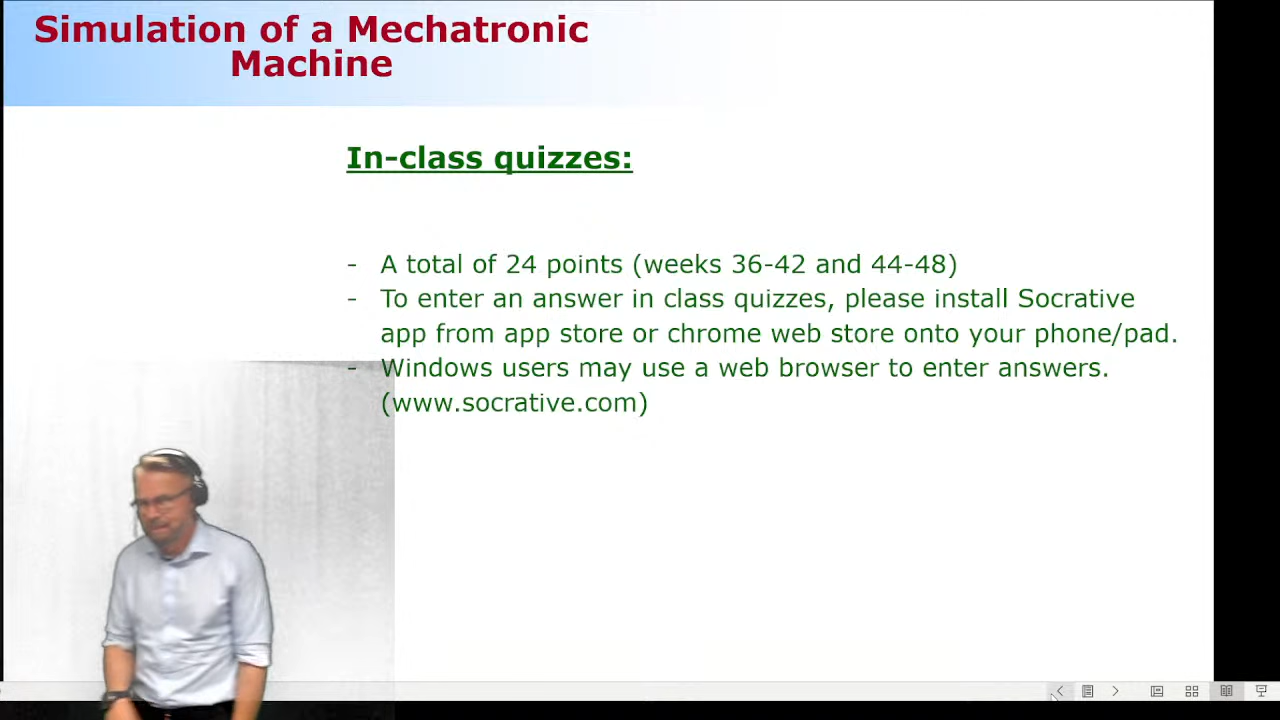 Simulation of a Mechatronic
Machine
In-class quizzes:
- A total of 24 points (weeks 36-42 and 44-48)
- To enter an answer in class quizzes, please install Socrative
app from app store or chrome web store onto your phone/pad.
- Windows users may use a web browser to enter answers.
(www.socrative.com)